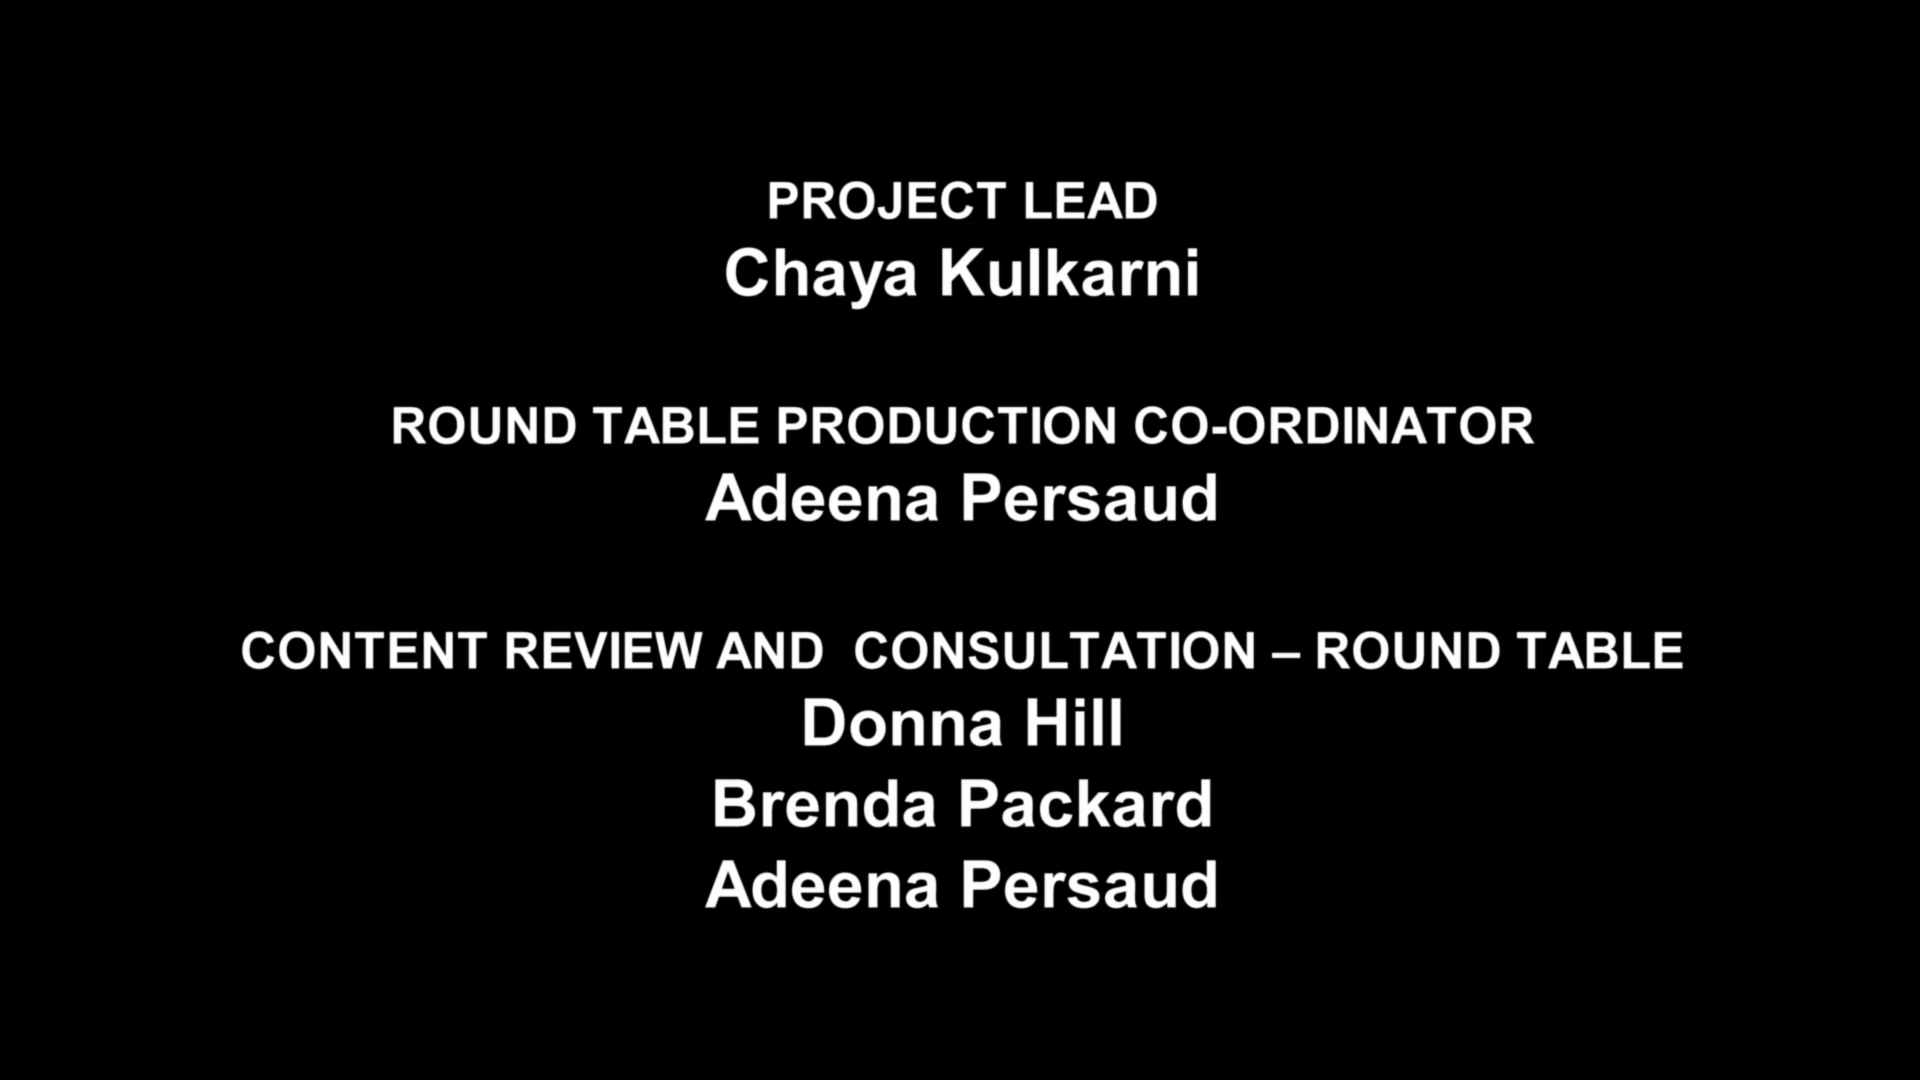 PROJECT LEAD
Chaya Kulkarni
ROUND TABLE PRODUCTION CO-ORDINATOR
Adeena Persaud
CONTENT REVIEW AND  CONSULTATION – ROUND TABLE
Donna Hill
Brenda Packard
Adeena Persaud